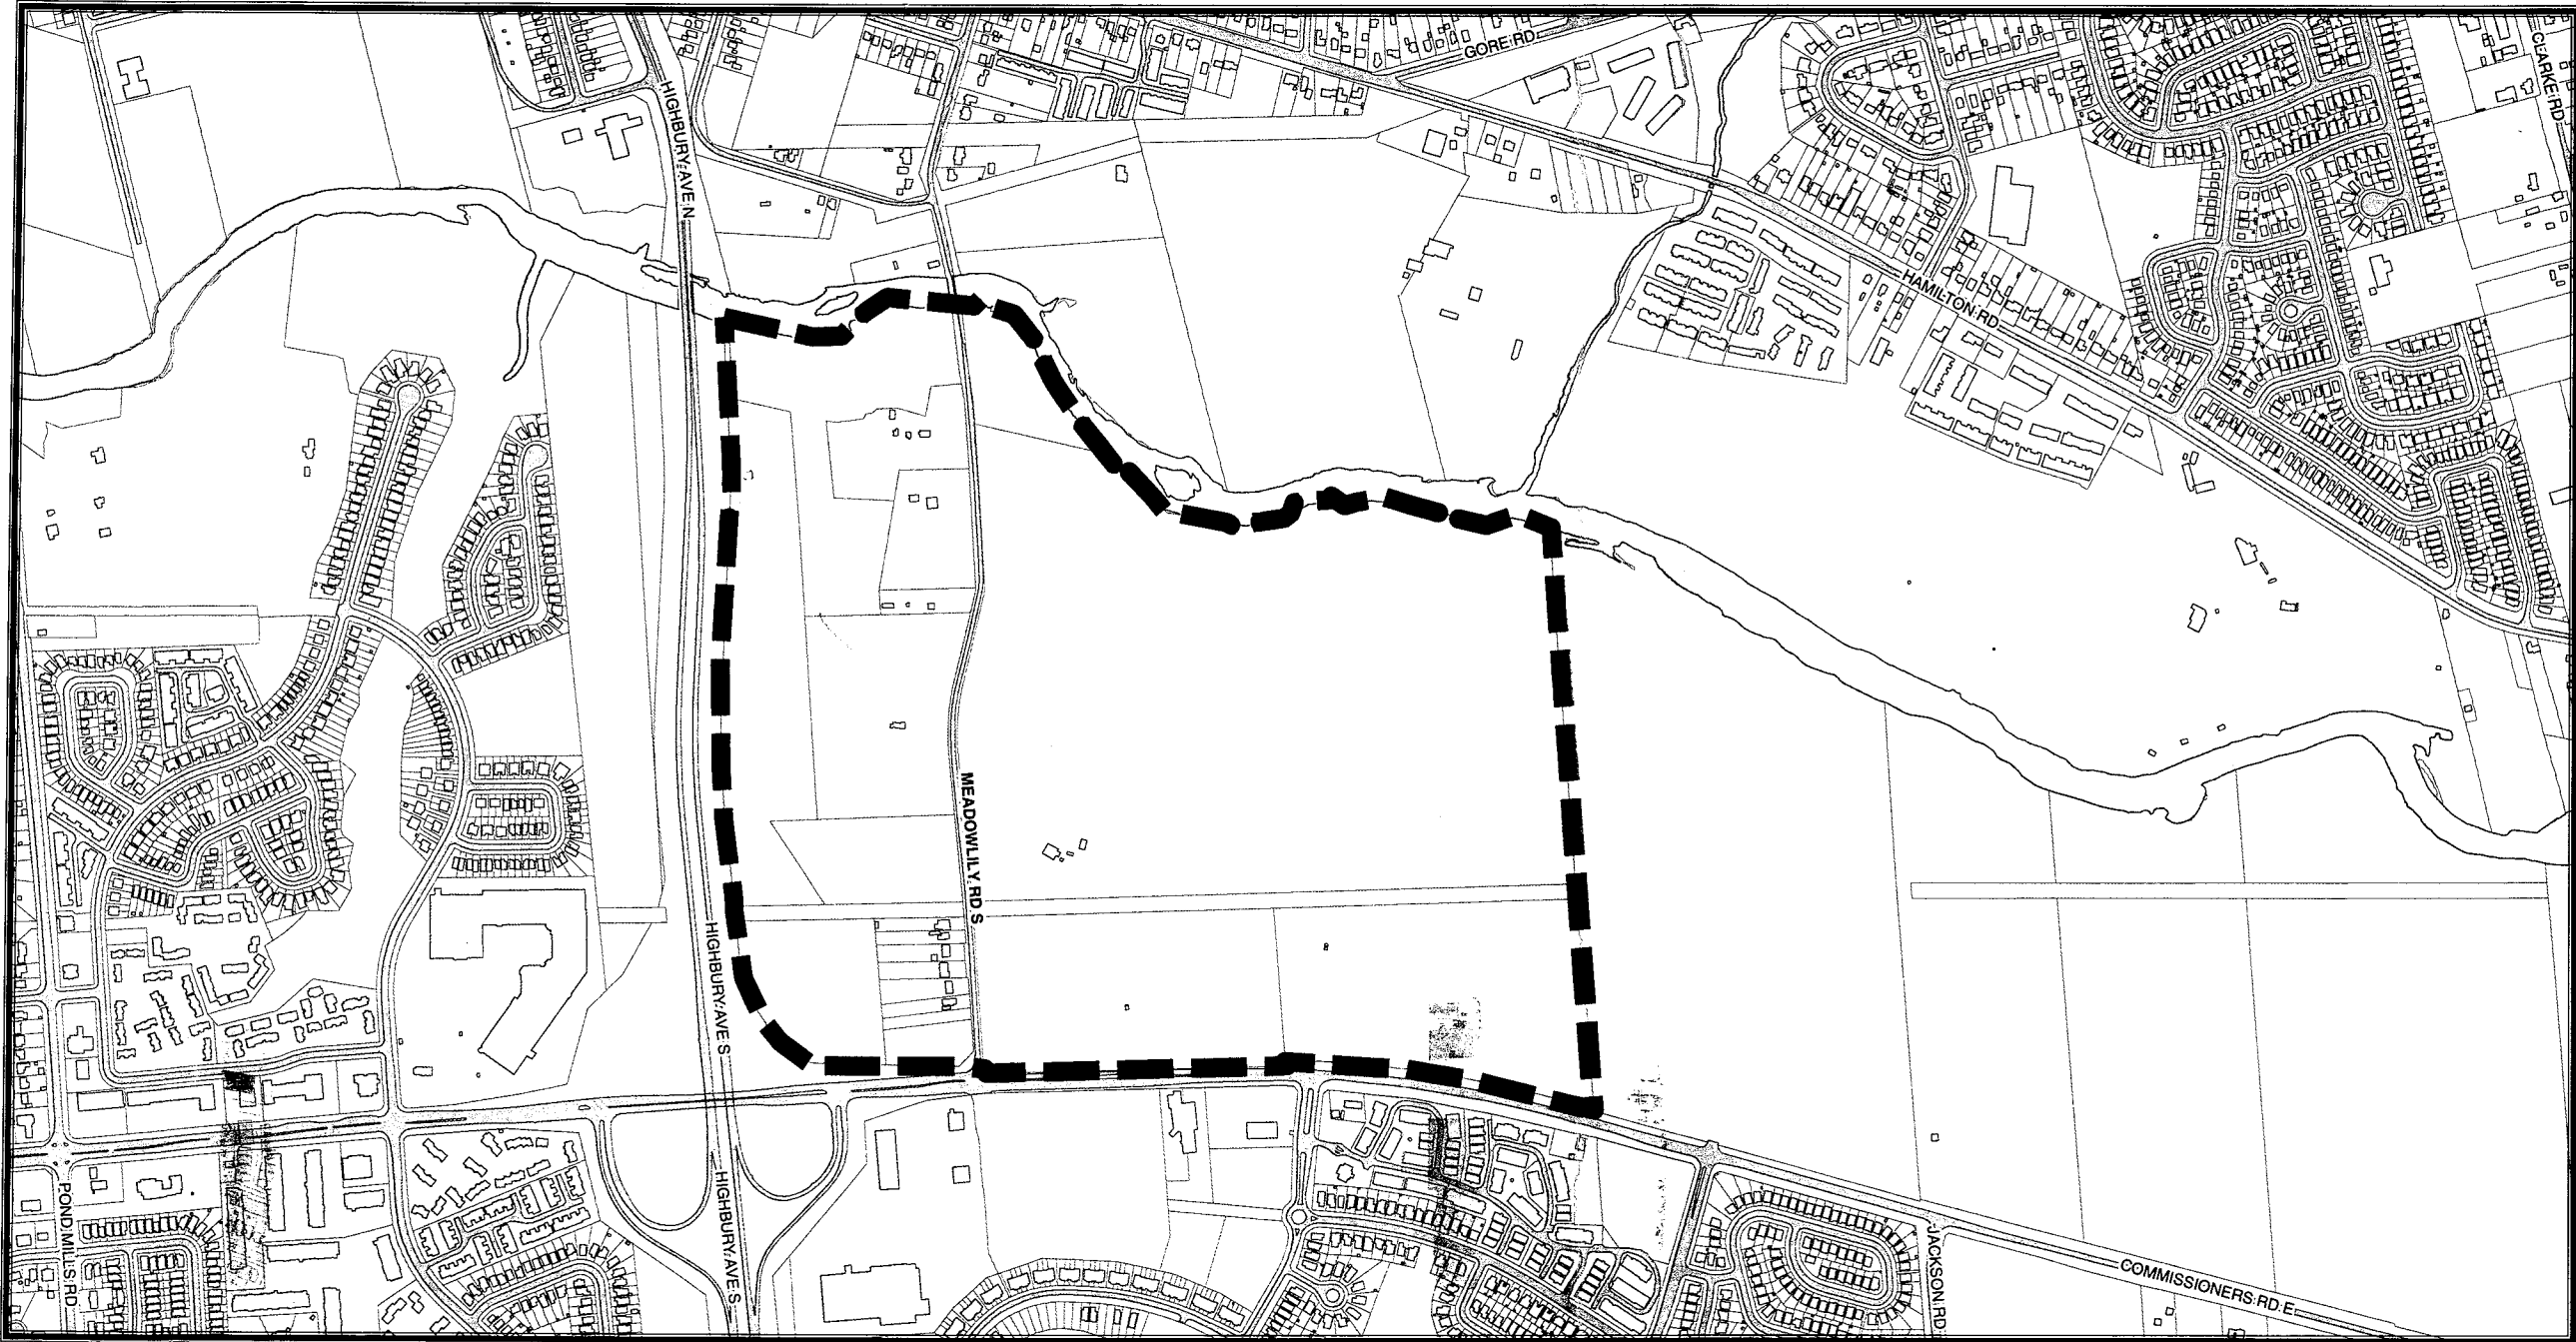 GORE RD
CLARKE RD
HIGHBURY AVE N
HAMILTON RD
MEADOWLILY RD S
HIGHBURY AVE S
HIGHBURY AVE S
POND MILLS RD
JACKSON RD
COMMISSIONERS RD E